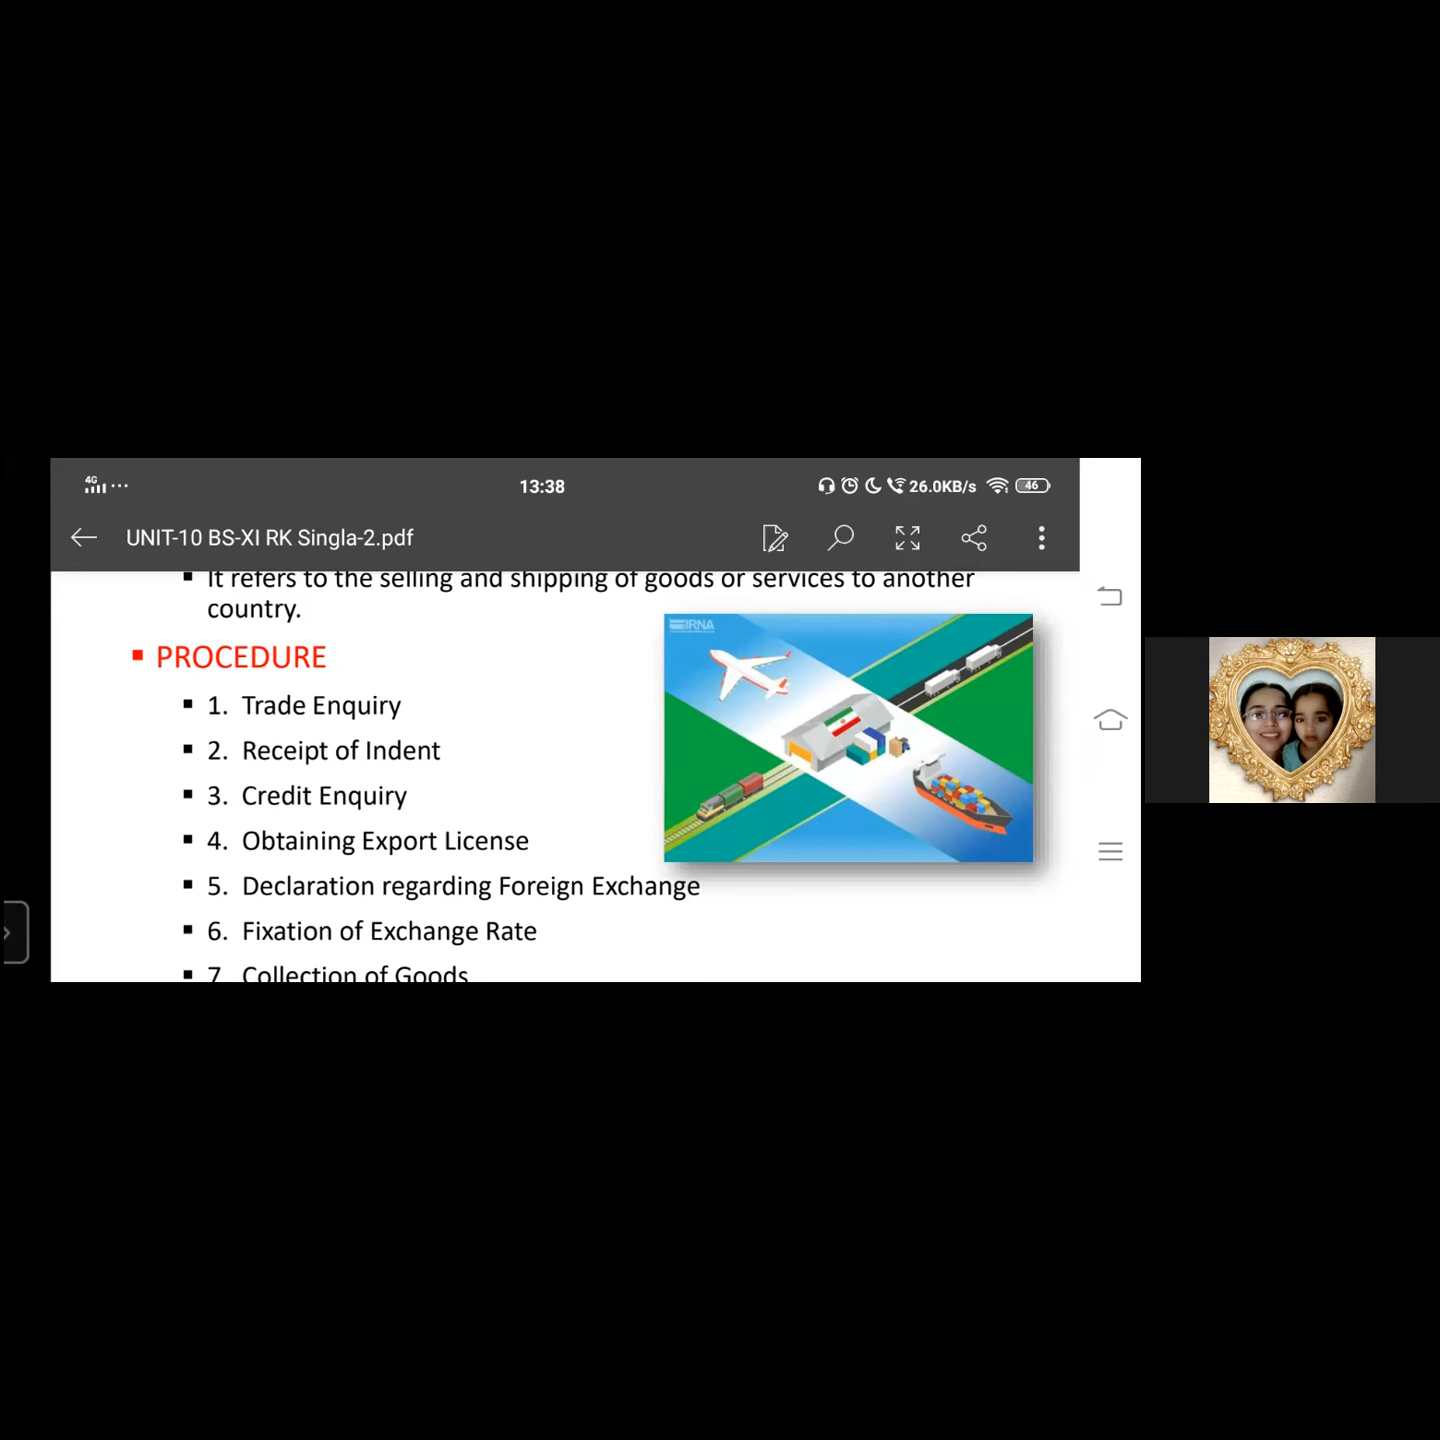 4G
13:38
26.0KB/s
46
UNIT-10 BS-XI RK Singla-2.pdf
▪ It refers to the selling and shipping of goods or services to another
country.
IRNA
▪ PROCEDURE
▪ 1. Trade Enquiry
▪ 2. Receipt of Indent
▪ 3. Credit Enquiry
▪ 4. Obtaining Export License
▪ 5. Declaration regarding Foreign Exchange
▪ 6. Fixation of Exchange Rate
▪ 7. Collection of Goods